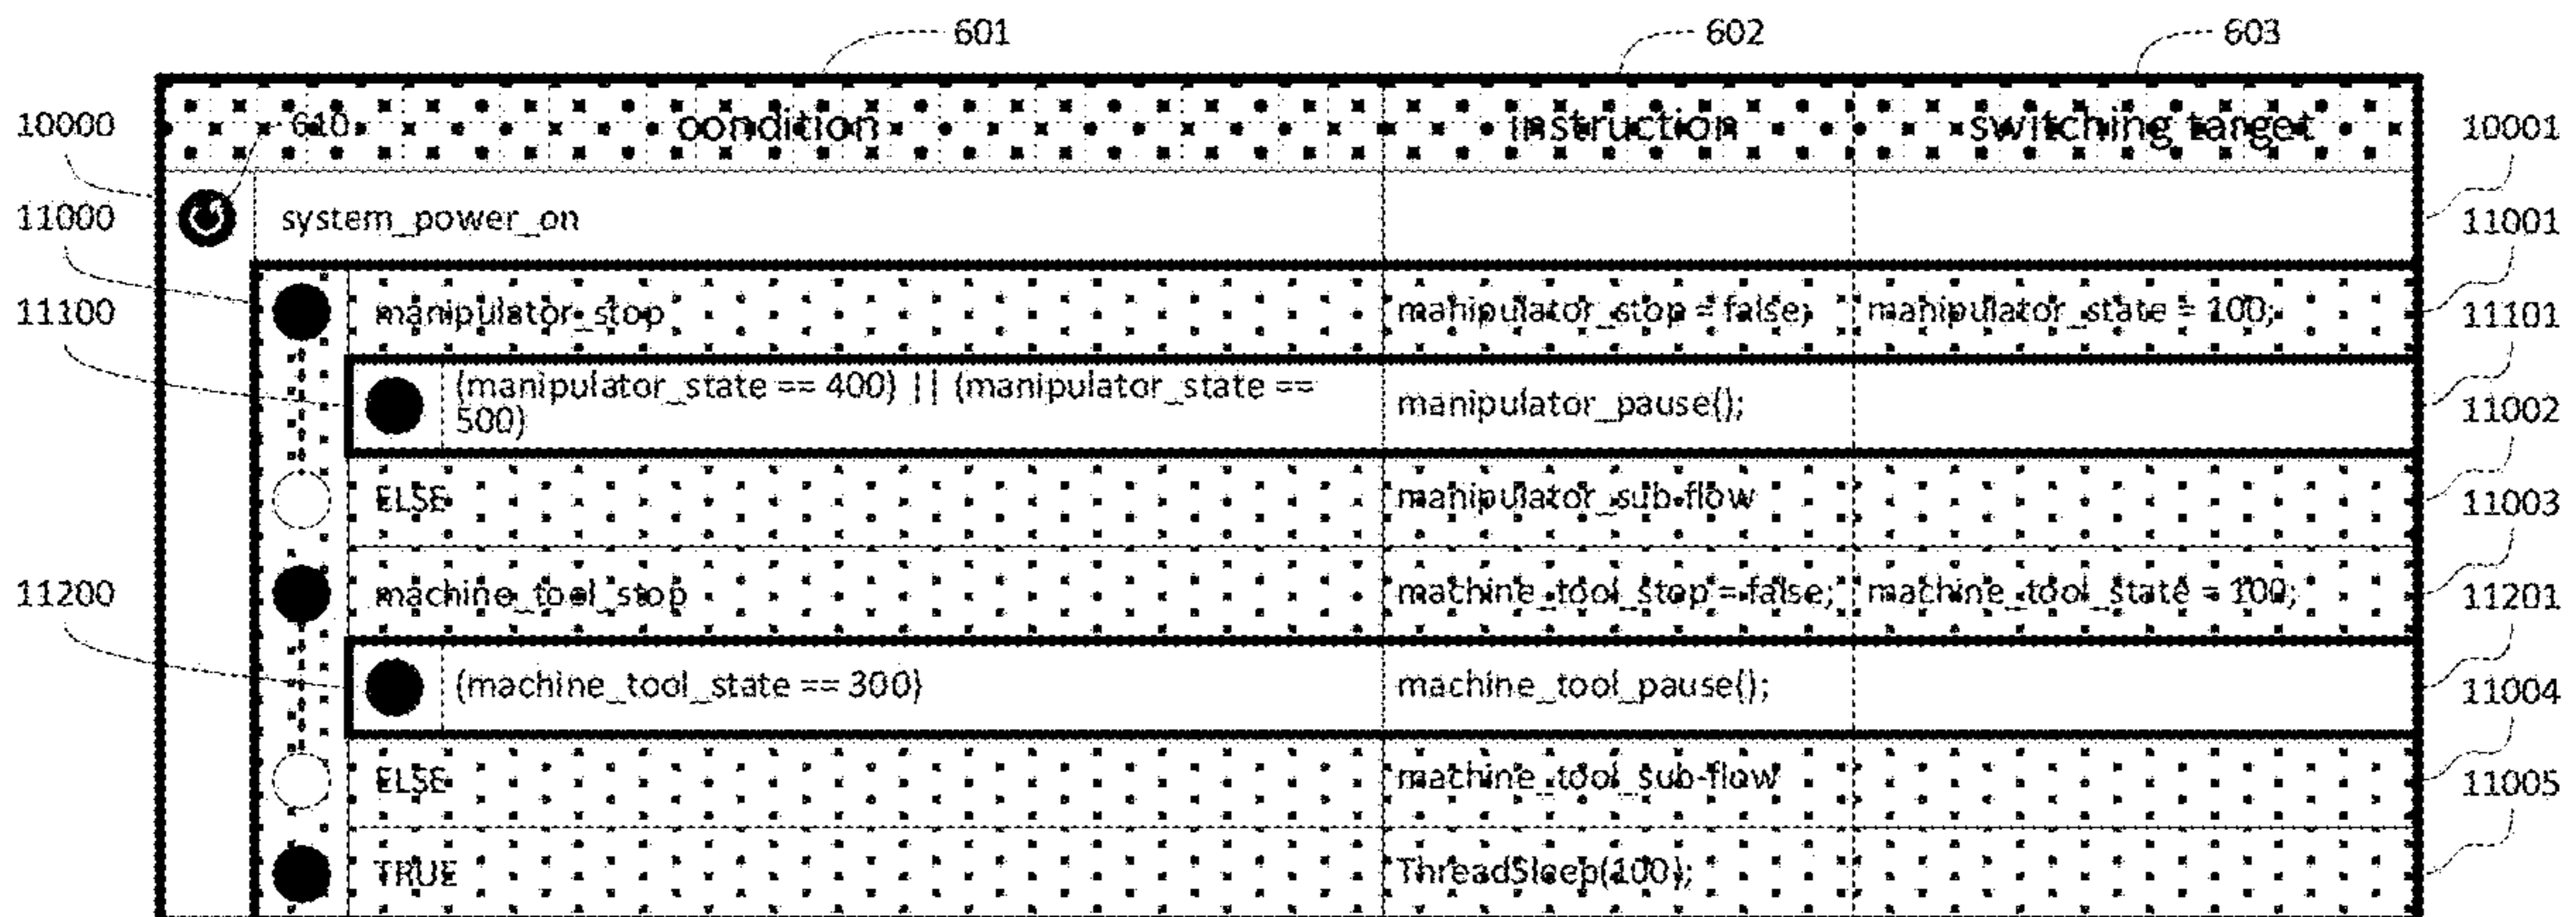 601 602 603
10000 610 condition instruction switching target 10001
11000 system_power_on 11001
11100 manipulator_stop manipulator_stop = false; manipulator_state = 100; 11101
(manipulator_state == 400) || (manipulator_state ==
500) manipulator_pause(); 11002
ELSE manipulator_sub-flow 11003
11200 machine_tool_stop machine_tool_stop = false; machine_tool_state = 100; 11201
(machine_tool_state == 300) machine_tool_pause(); 11004
ELSE machine_tool_sub-flow 11005
TRUE ThreadSleep(100);